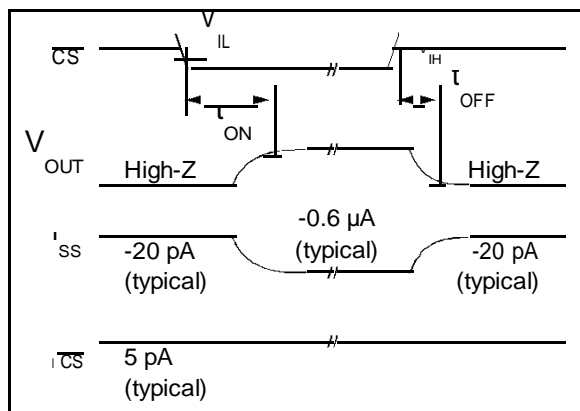 V IL
CS
V IH
t ON
t OFF
V OUT
High-Z
High-Z
I SS
-20 pA
(typical)
-0.6 µA
(typical)
-20 pA
(typical)
I CS
5 pA
(typical)